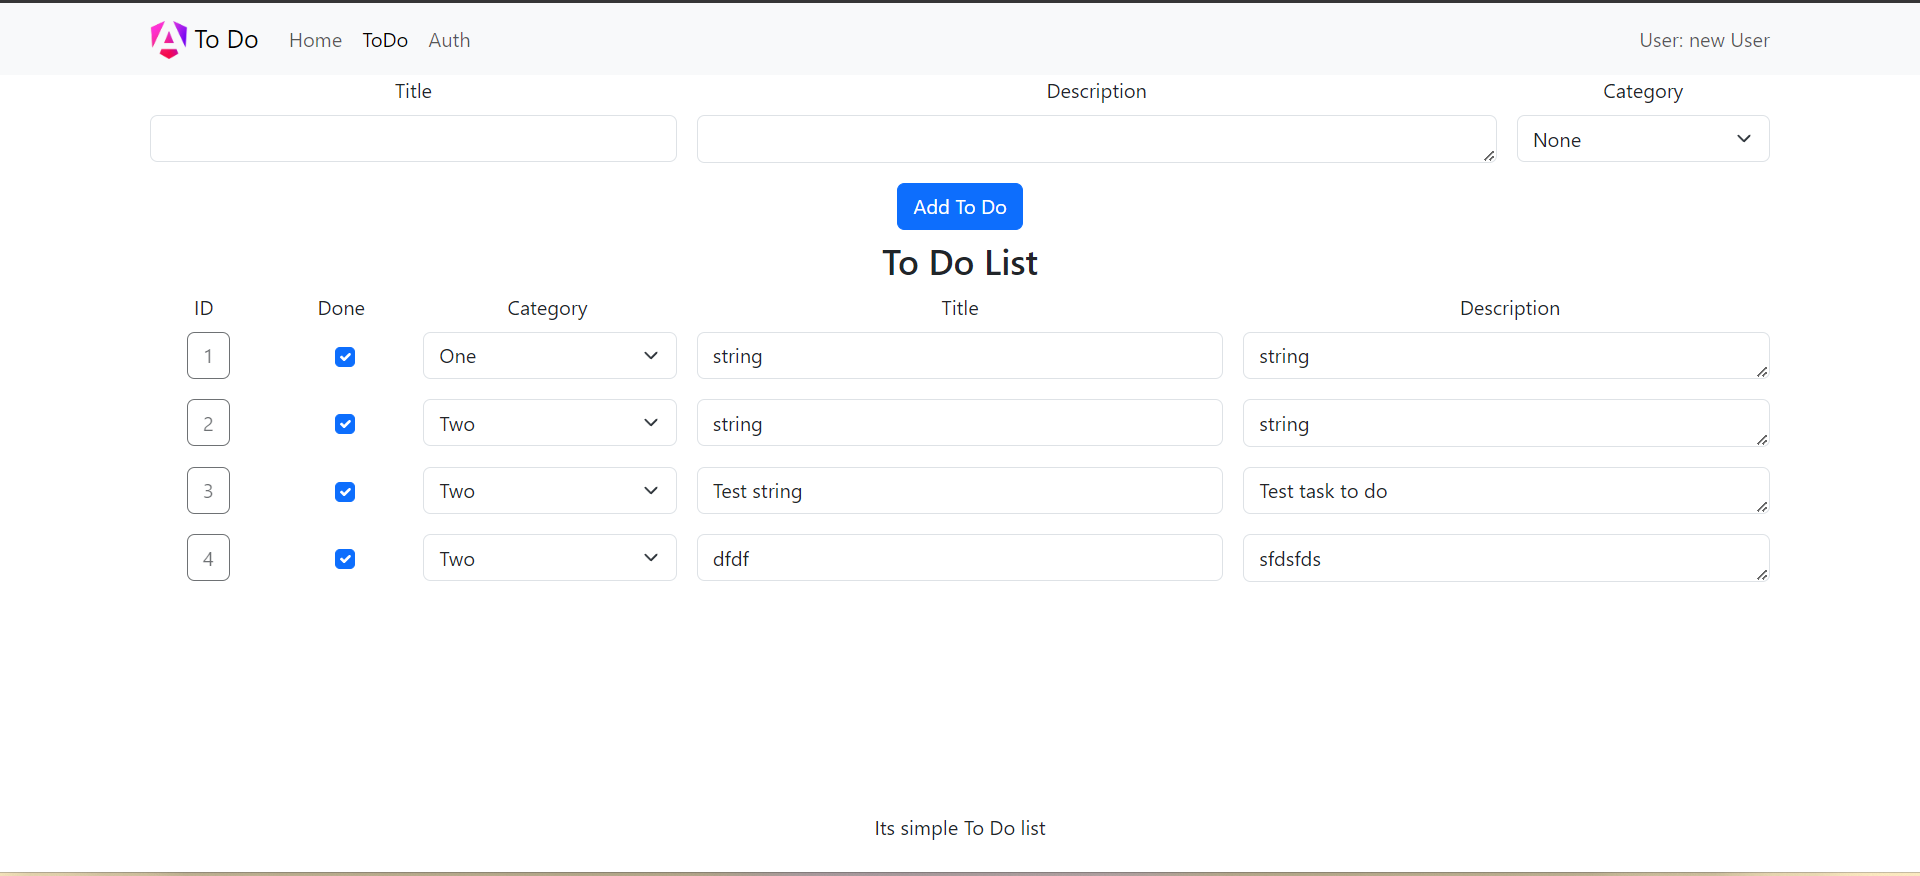 To Do Home ToDo Auth User: new User
Title Description Category
None
Add To Do
To Do List
ID Done Category Title Description
1 One string string
2 Two string string
3 Two Test string Test task to do
4 Two dfdf sfdsfds
Its simple To Do list